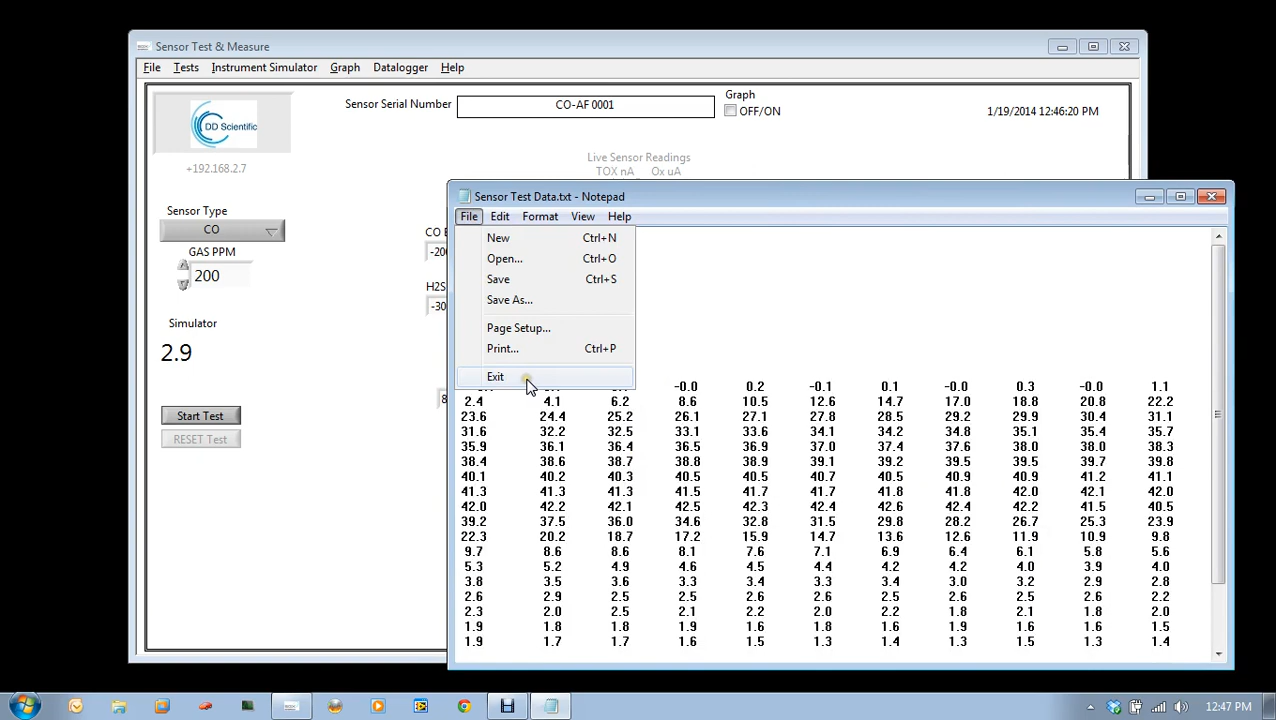 Sensor Test & Measure
File Tests Instrument Simulator Graph Datalogger Help
DD Scientific
+192.168.2.7
Sensor Serial Number CO-AF 0001
Graph
OFF/ON
1/19/2014 12:46:20 PM
Live Sensor Readings
TOX nA_ Ox uA
Sensor Type
CO
GAS PPM
200
Simulator
2.9
Start Test
RESET Test
CO
-200
H2S
-30
8
Sensor Test Data.txt - Notepad
File Edit Format View Help
New Ctrl+N
Open... Ctrl+O
Save Ctrl+S
Save As...
Page Setup...
Print... Ctrl+P
Exit
-0.0 0.2 -0.1 0.1 -0.0 0.3 -0.0 1.1
2.4 4.1 6.2 8.6 10.5 12.6 14.7 17.0 18.8 20.8 22.2
23.6 24.4 25.2 26.1 27.1 27.8 28.5 29.2 29.9 30.4 31.1
31.6 32.2 32.5 33.1 33.6 34.1 34.2 34.8 35.1 35.4 35.7
35.9 36.1 36.4 36.5 36.9 37.0 37.4 37.6 38.0 38.0 38.3
38.4 38.6 38.7 38.8 38.9 39.1 39.2 39.5 39.5 39.7 39.8
40.1 40.2 40.3 40.5 40.5 40.7 40.5 40.9 40.9 41.2 41.1
41.3 41.3 41.3 41.5 41.7 41.7 41.8 41.8 42.0 42.1 42.0
42.0 42.2 42.1 42.5 42.3 42.4 42.6 42.4 42.2 41.5 40.5
39.2 37.5 36.0 34.6 32.8 31.5 29.8 28.2 26.7 25.3 23.9
22.3 20.2 18.7 17.2 15.9 14.7 13.6 12.6 11.9 10.9 9.8
9.7 8.6 8.6 8.1 7.6 7.1 6.9 6.4 6.1 5.8 5.6
5.3 5.2 4.9 4.6 4.5 4.4 4.2 4.2 4.0 3.9 4.0
3.8 3.5 3.6 3.3 3.4 3.3 3.4 3.0 3.2 2.9 2.8
2.6 2.9 2.5 2.6 2.5 2.5 2.6 2.5 2.6 2.2 2.2
2.3 2.0 2.5 2.1 2.2 2.0 2.2 1.8 2.1 1.8 2.0
1.9 1.8 1.8 1.9 1.6 1.8 1.6 1.9 1.6 1.6 1.6
1.9 1.7 1.7 1.6 1.5 1.3 1.4 1.3 1.5 1.3 1.4
12:47 PM